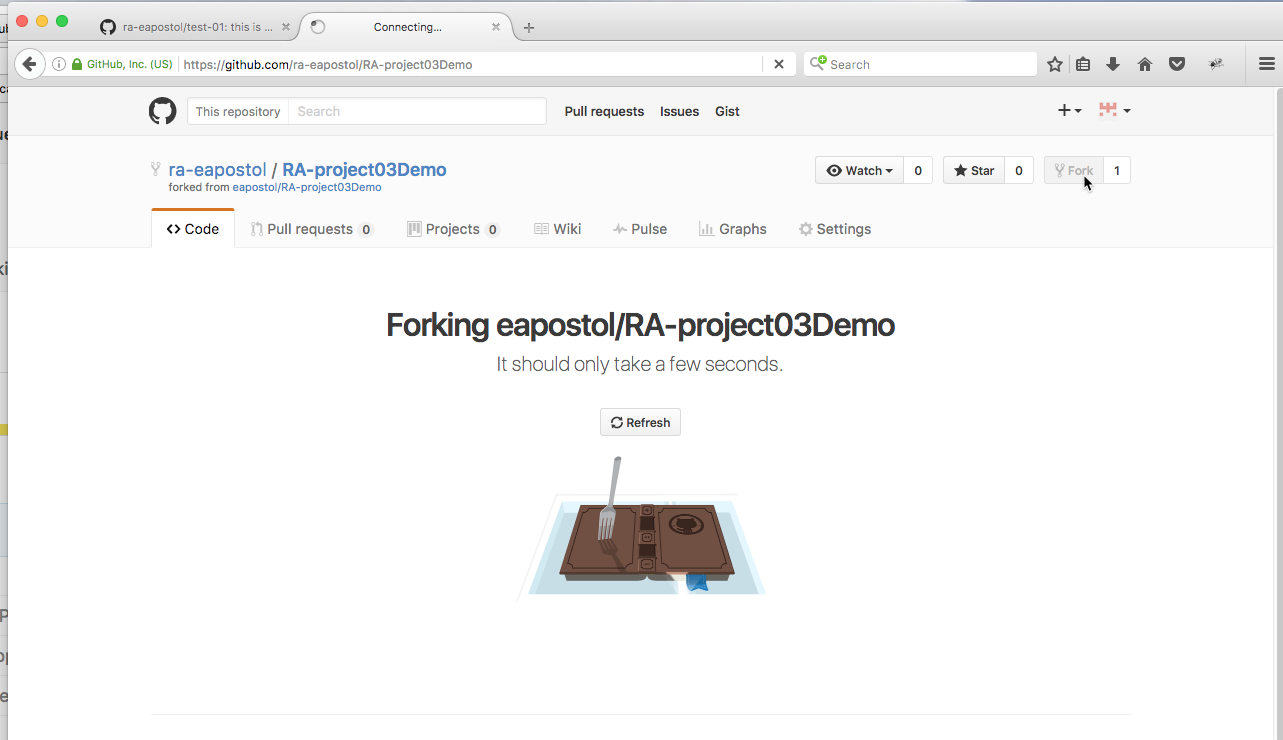 ra-eapostol/test-01: this is ...
Connecting...
GitHub, Inc. (US)
https://github.com/ra-eapostol/RA-project03Demo
Search
This repository
Search
Pull requests
Issues
Gist
ra-eapostol / RA-project03Demo
forked from eapostol/RA-project03Demo
Watch 0
Star 0
Fork 1
Code
Pull requests 0
Projects 0
Wiki
Pulse
Graphs
Settings
Forking eapostol/RA-project03Demo
It should only take a few seconds.
Refresh